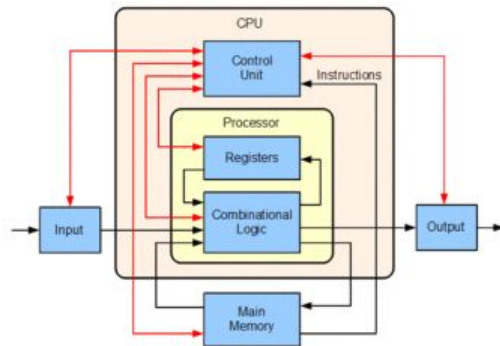 CPU
Control
Unit
Instructions
Processor
Registers
Combinational
Logic
Input
Output
Main
Memory